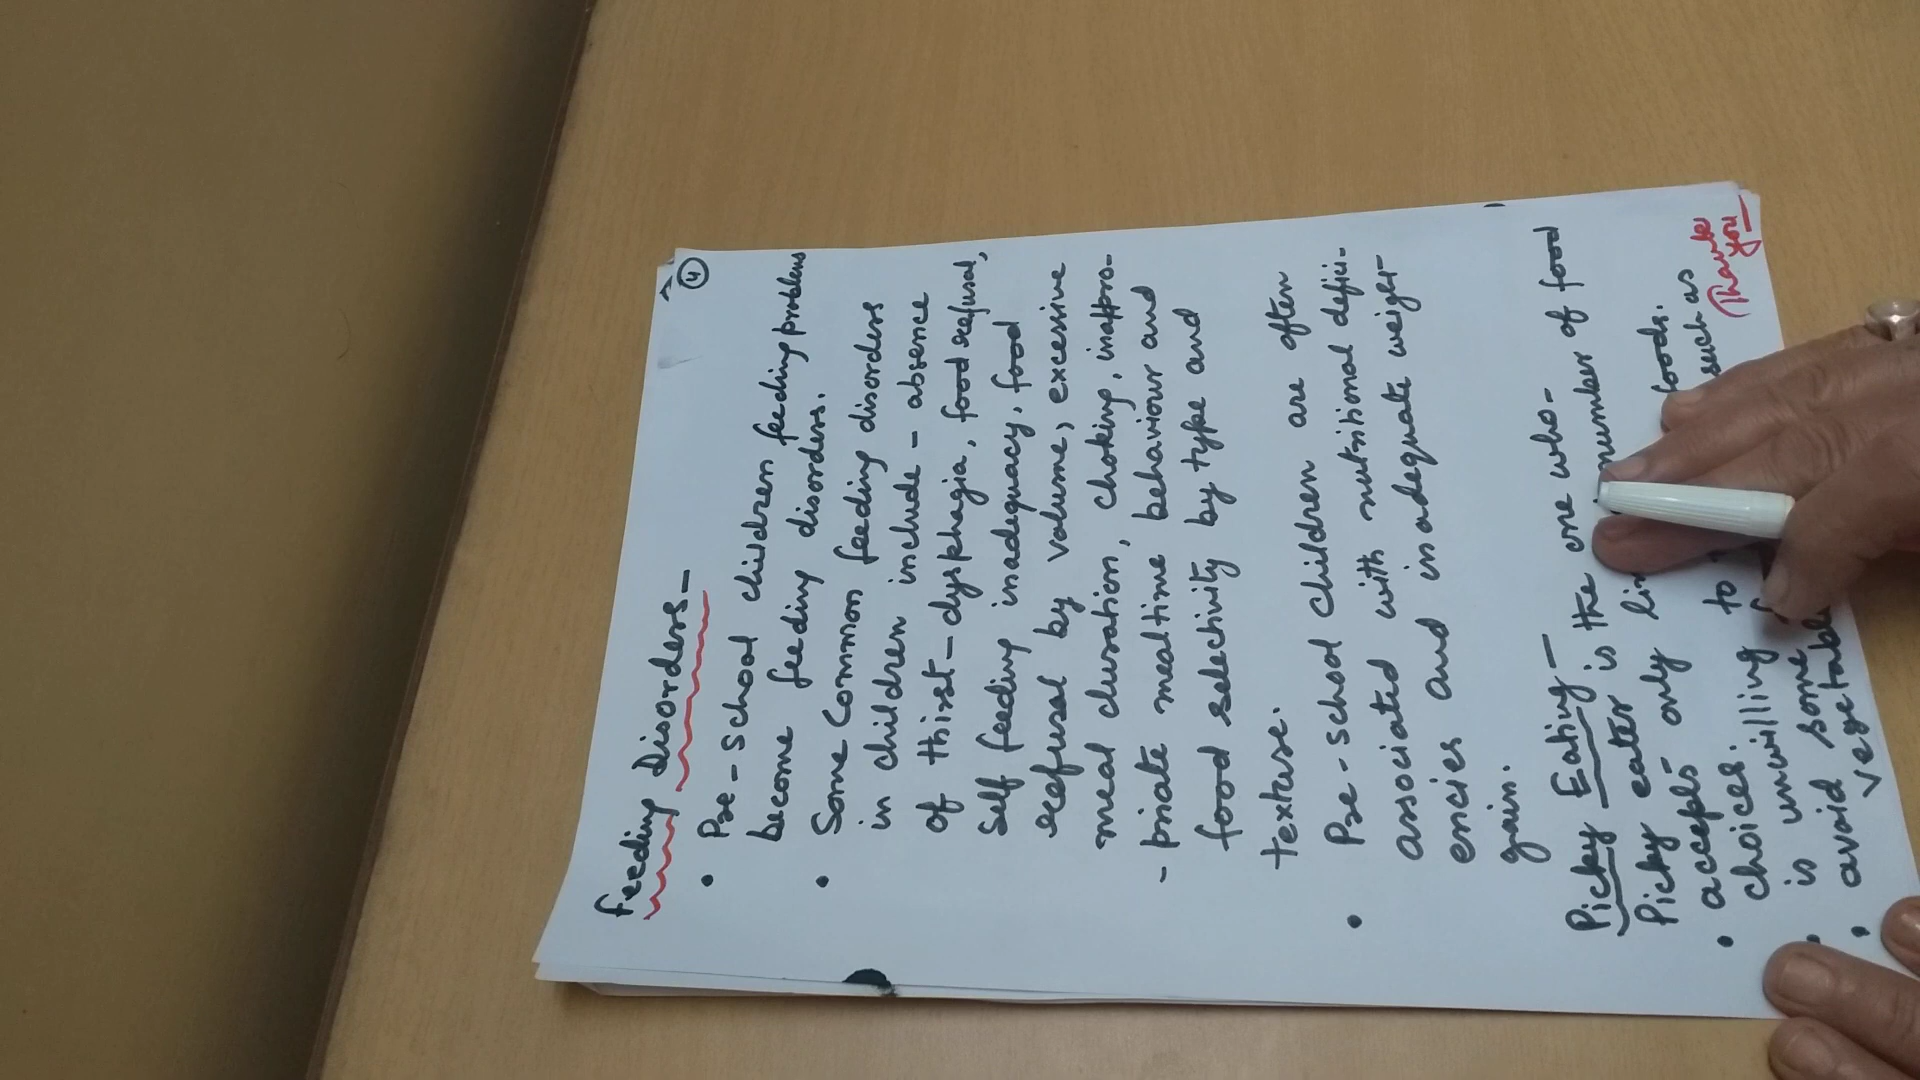 4
Feeding Disorders-
• Pre-school children feeding problems
become feeding disorders.
• Some Common feeding disorders
in children include - absence
of thirst - dysphagia, food refusal,
self feeding inadequacy, food
refusal by volume, excessive
meal duration, choking, inappro-
-priate mealtime behaviour and
food selectivity by type and
texture.
• Pre-school children are often
associated with nutritional defici-
encies and inadequate weight-
gain.
Picky Eating -
Picky eater is the one who-
• accepts only number of food
choices.
• is unwilling to foods.
• avoid some such as
vegetable
Thank
you